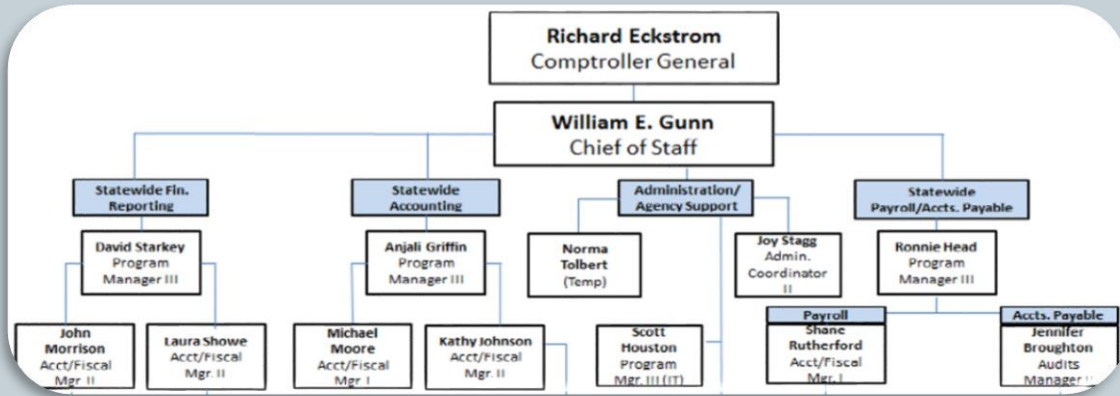 Richard Eckstrom
Comptroller General
William E. Gunn
Chief of Staff
Statewide Fin.
Reporting
Statewide
Accounting
Administration/
Agency Support
Statewide
Payroll/Accts. Payable
David Starkey
Program
Manager III
Anjali Griffin
Program
Manager III
Norma
Tolbert
(Temp)
Joy Stagg
Admin.
Coordinator
II
Ronnie Head
Program
Manager III
John
Morrison
Acct/Fiscal
Mgr. II
Laura Showe
Acct/Fiscal
Mgr. II
Michael
Moore
Acct/Fiscal
Mgr. I
Kathy Johnson
Acct/Fiscal
Mgr. II
Scott
Houston
Program
Mgr. III (IT)
Payroll
Shane
Rutherford
Acct/Fiscal
Mgr. I
Accts. Payable
Jennifer
Broughton
Audits
Manager